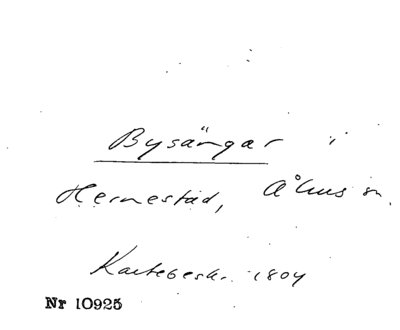 Bysängar i
Hernestad, Åhus sn.
Kartebeskr. 1804
Nr 10925